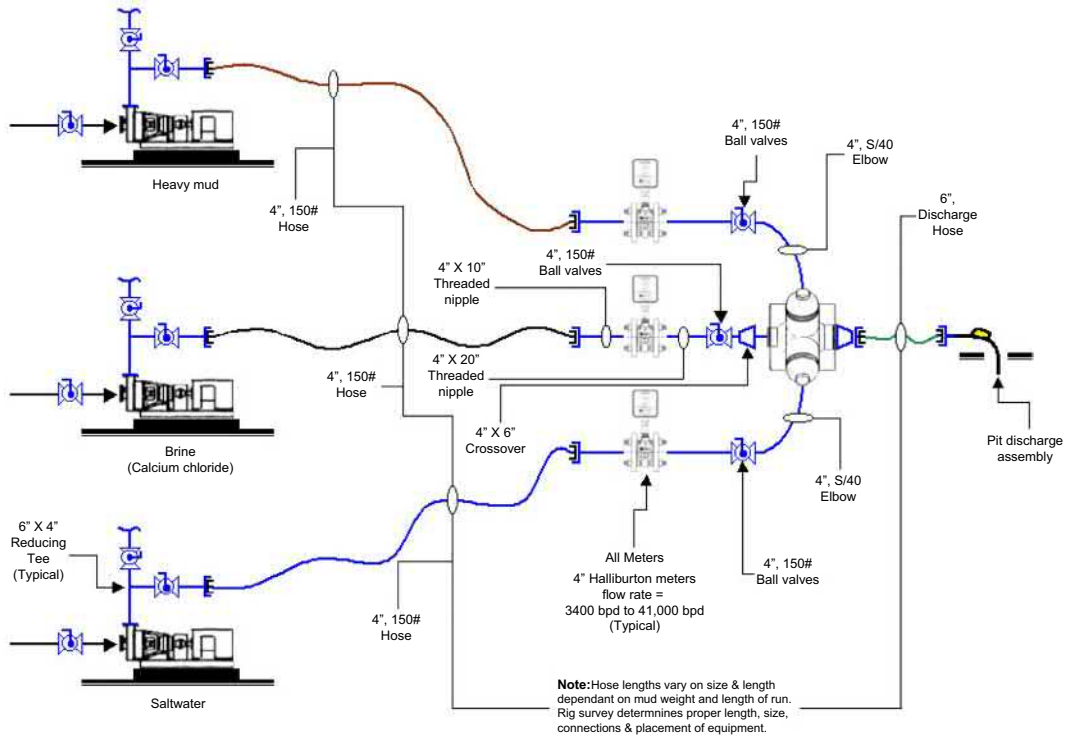 Heavy mud
4”, 150#
Hose
4”, 150#
Ball valves
4”, S/40
Elbow
6”,
Discharge
Hose
4” X 10”
Threaded
nipple
4”, 150#
Ball valves
4” X 20”
Threaded
nipple
4”, 150#
Hose
4” X 6”
Crossover
Brine
(Calcium chloride)
Pit discharge
assembly
4”, S/40
Elbow
6” X 4”
Reducing
Tee
(Typical)
All Meters
4” Halliburton meters
flow rate =
3400 bpd to 41,000 bpd
(Typical)
4”, 150#
Ball valves
4”, 150#
Hose
Saltwater
Note:Hose lengths vary on size & length
dependant on mud weight and length of run.
Rig survey determnines proper length, size,
connections & placement of equipment.